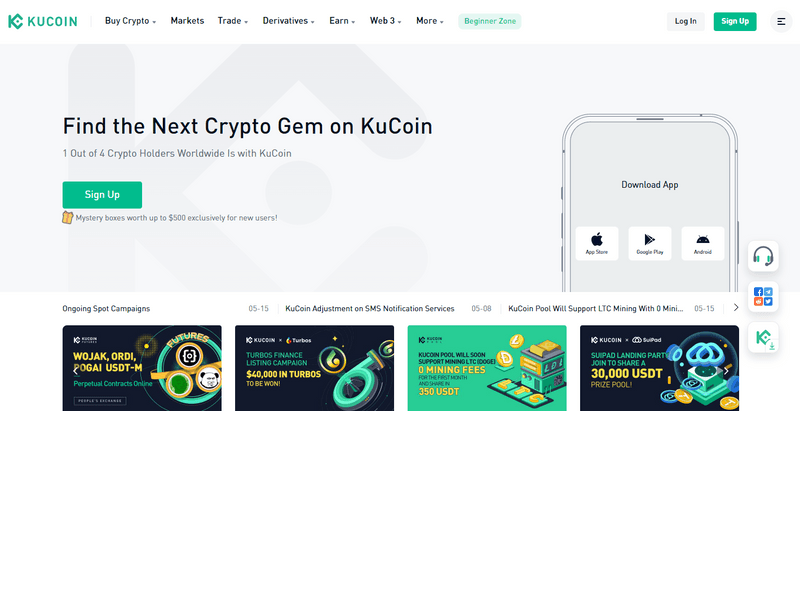 KUCOIN
Buy Crypto
Markets
Trade
Derivatives
Earn
Web 3
More
Beginner Zone
Log In
Sign Up
Find the Next Crypto Gem on KuCoin
1 Out of 4 Crypto Holders Worldwide Is with KuCoin
Sign Up
Mystery boxes worth up to $500 exclusively for new users!
Download App
App Store
Google Play
Android
Ongoing Spot Campaigns
05-15
KuCoin Adjustment on SMS Notification Services
05-08
KuCoin Pool Will Support LTC Mining With 0 Mini...
05-15
KUCOIN
FUTURES
WOJAK, ORDI,
POGAI USDT-M
Perpetual Contracts Online
PEOPLE'S EXCHANGE
FUTURES
KUCOIN × Turbos
TURBOS FINANCE
LISTING CAMPAIGN
$40,000 IN TURBOS
TO BE WON!
KUCOIN
KUCOIN POOL WILL SOON
SUPPORT MINING LTC (DOGE)
0 MINING FEES
FOR THE FIRST MONTH
AND SHARE IN
350 USDT
KUCOIN × SuiPad
SUIPAD LANDING PARTY
JOIN TO SHARE A
30,000 USDT
PRIZE POOL!